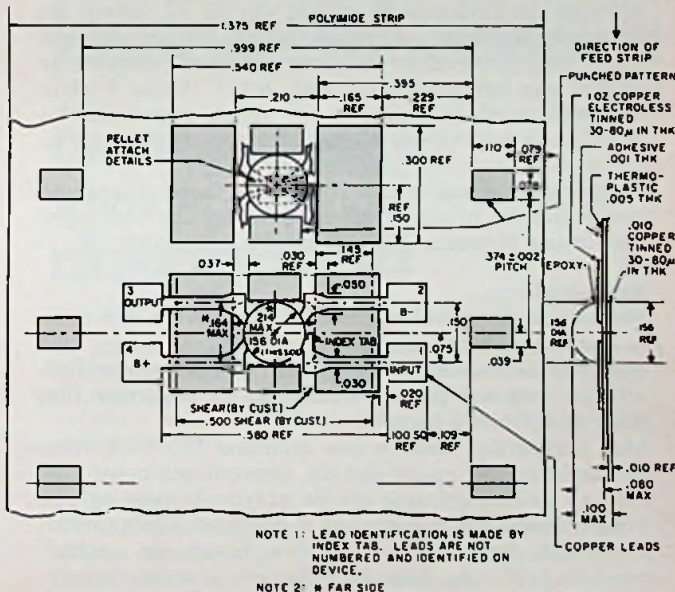 POLYIMIDE STRIP
1.375 REF
.999 REF
.540 REF
.395
.210
.165 REF
.229 REF
DIRECTION OF FEED STRIP
PUNCHED PATTERN
1 OZ COPPER ELECTROLESS TINNED 30-80µ IN THK
ADHESIVE .001 THK
THERMO-PLASTIC .005 THK
.010 COPPER TINNED 30-80µ IN THK
PELLET ATTACH DETAILS
.300 REF
.110
.079 REF
.078
REF .150
.037
.030 REF
.145 REF
.050
.374 ± 002 PITCH
EPOXY
3 OUTPUT
2 B-
* .164 MAX
* 214 MAX
156 DIA
INDEX TAB
.150
.075
156 DIA REF
156 REF
4 B+
1 INPUT
.030
.039
.020 REF
SHEAR (BY CUST.)
.500 SHEAR (BY CUST.)
.580 REF
.100 SQ REF
.109 REF
.010 REF
.080 MAX
.100 MAX
COPPER LEADS
NOTE 1: LEAD IDENTIFICATION IS MADE BY
INDEX TAB. LEADS ARE NOT
NUMBERED AND IDENTIFIED ON
DEVICE.
NOTE 2: * FAR SIDE